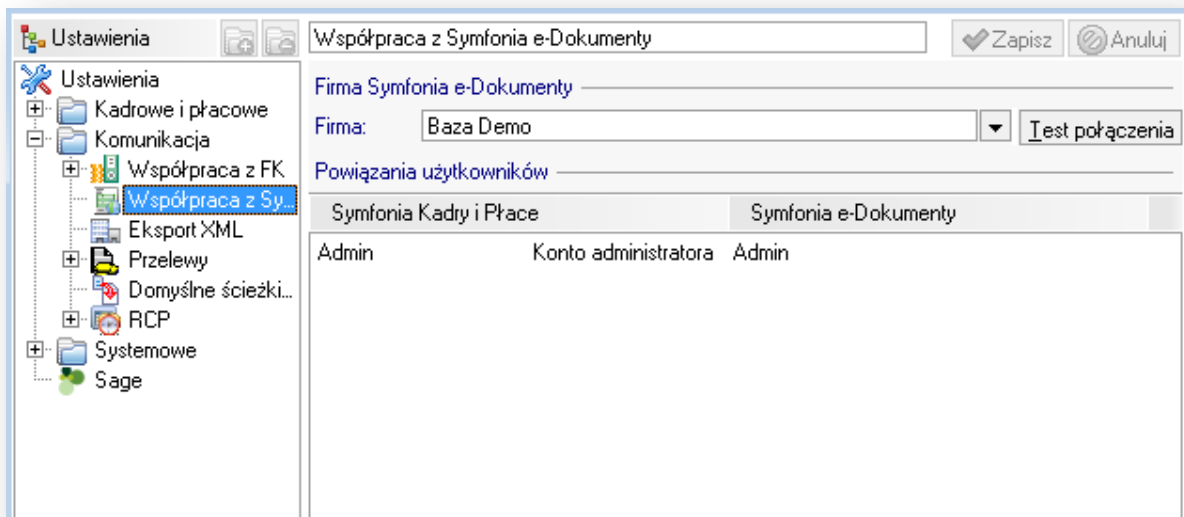 Ustawienia
Współpraca z Symfonia e-Dokumenty
Zapisz
Anuluj
Ustawienia
Kadrowe i płacowe
Komunikacja
Współpraca z FK
Współpraca z Sy...
Eksport XML
Przelewy
Domyślne ścieżki...
RCP
Systemowe
Sage
Firma Symfonia e-Dokumenty
Firma:
Baza Demo
Test połączenia
Powiązania użytkowników
Symfonia Kadry i Płace
Symfonia e-Dokumenty
Admin
Konto administratora
Admin